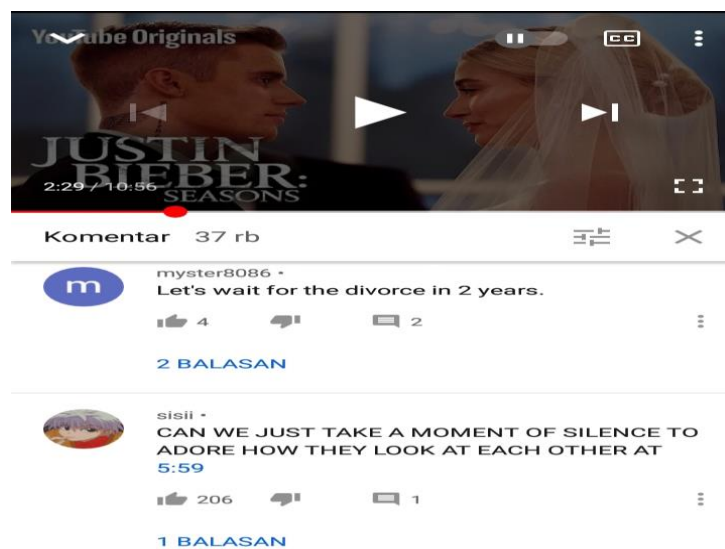 YouTube Originals
CC
JUSTIN
BIEBER:
SEASONS
2:29 / 10:56
Komentar 37 rb
m
myster8086 •
Let's wait for the divorce in 2 years.
4 2
2 BALASAN
sisii •
CAN WE JUST TAKE A MOMENT OF SILENCE TO
ADORE HOW THEY LOOK AT EACH OTHER AT
5:59
206 1
1 BALASAN